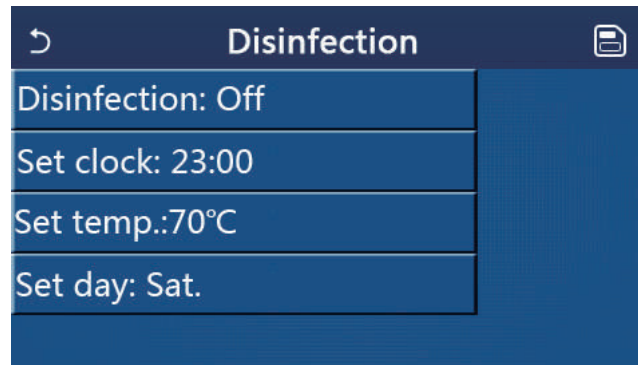 Disinfection
Disinfection: Off
Set clock: 23:00
Set temp.:70℃
Set day: Sat.